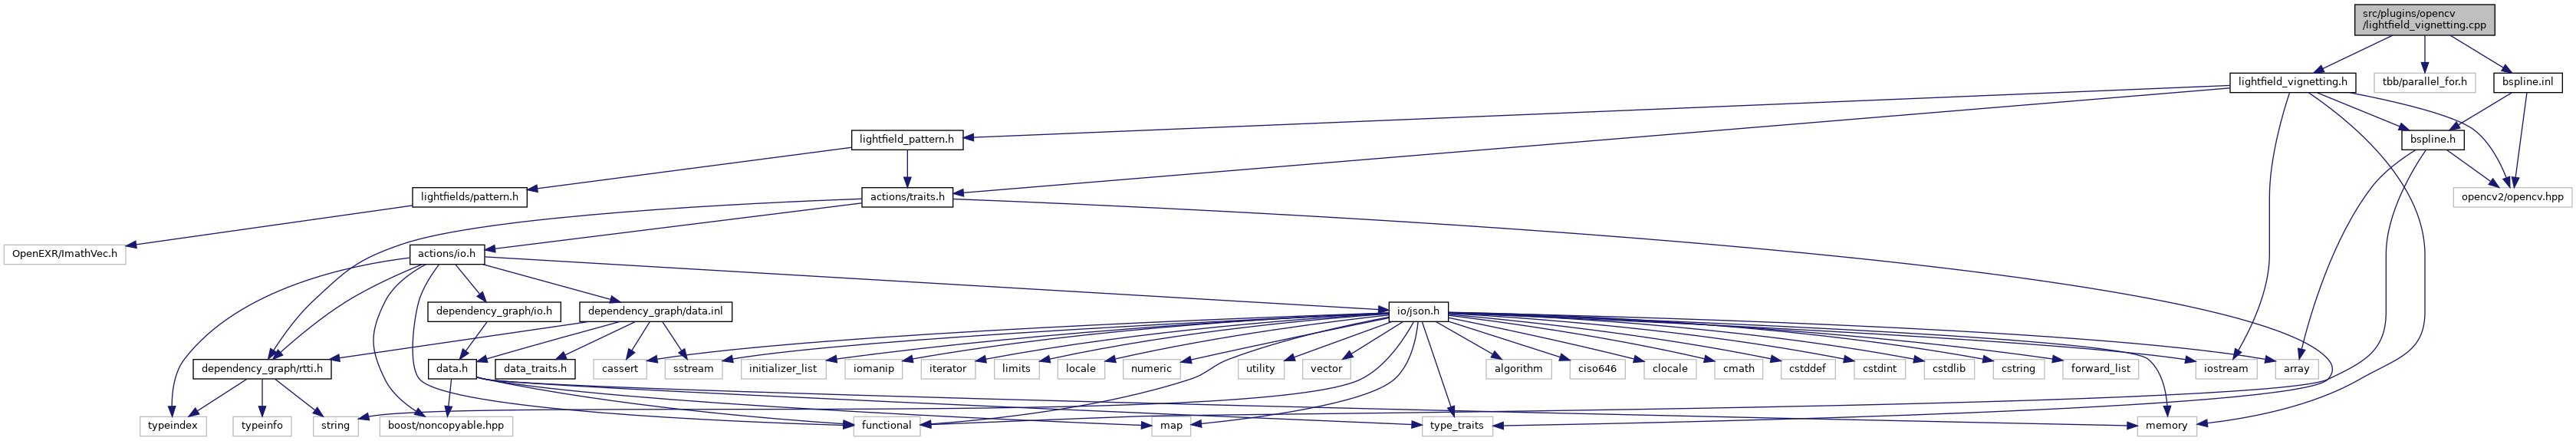 src/plugins/opencv
/lightfield_vignetting.cpp
lightfield_vignetting.h
tbb/parallel_for.h
bspline.inl
lightfield_pattern.h
bspline.h
lightfields/pattern.h
actions/traits.h
opencv2/opencv.hpp
OpenEXR/ImathVec.h
actions/io.h
dependency_graph/io.h
dependency_graph/data.inl
io/json.h
dependency_graph/rtti.h
data.h
data_traits.h
cassert
sstream
initializer_list
iomanip
iterator
limits
locale
numeric
utility
vector
algorithm
ciso646
clocale
cmath
cstddef
cstdint
cstdlib
cstring
forward_list
iostream
array
typeindex
typeinfo
string
boost/noncopyable.hpp
functional
map
type_traits
memory